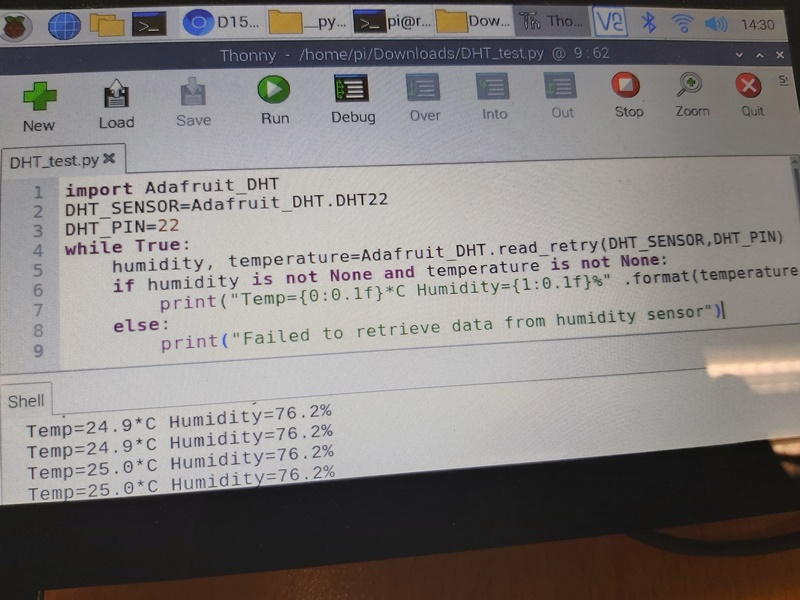 D15... __py... pi@r... Dow... Tho... V2 14:30
Thonny - /home/pi/Downloads/DHT_test.py @ 9:62
New Load Save Run Debug Over Into Out Stop Zoom Quit
DHT_test.py
1 import Adafruit_DHT
2 DHT_SENSOR=Adafruit_DHT.DHT22
3 DHT_PIN=22
4 while True:
5 humidity, temperature=Adafruit_DHT.read_retry(DHT_SENSOR,DHT_PIN)
6 if humidity is not None and temperature is not None:
7 print("Temp={0:0.1f}*C Humidity={1:0.1f}%" .format(temperature
8 else:
9 print("Failed to retrieve data from humidity sensor")
Shell
Temp=24.9*C Humidity=76.2%
Temp=24.9*C Humidity=76.2%
Temp=25.0*C Humidity=76.2%
Temp=25.0*C Humidity=76.2%